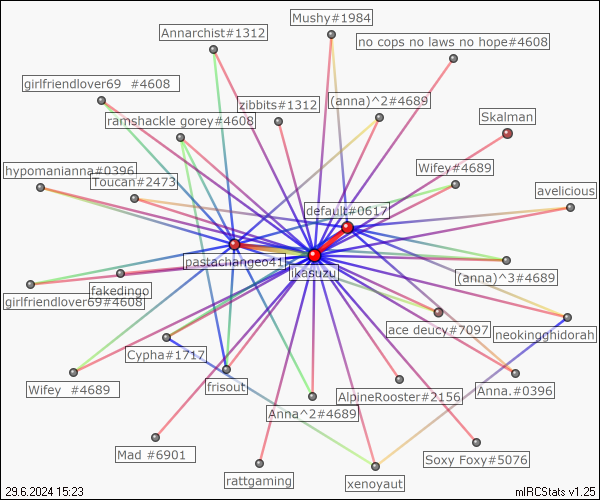 Mushy#1984
Annarchist#1312
no cops no laws no hope#4608
girlfriendlover69  #4608
zibbits#1312
(anna)^2#4689
ramshackle gorey#4608
Skalman
hypomanianna#0396
Toucan#2473
Wifey#4689
avelicious
default#0617
pastachangeo41
ikasuzu
(anna)^3#4689
fakedingo
girlfriendlover69#4608
ace deucy#7097
neokingghidorah
Cypha#1717
frisout
Wifey  #4689
Anna.#0396
AlpineRooster#2156
Anna^2#4689
Mad #6901
Soxy Foxy#5076
rattgaming
xenoyaut
29.6.2024 15:23
mIRCStats v1.25